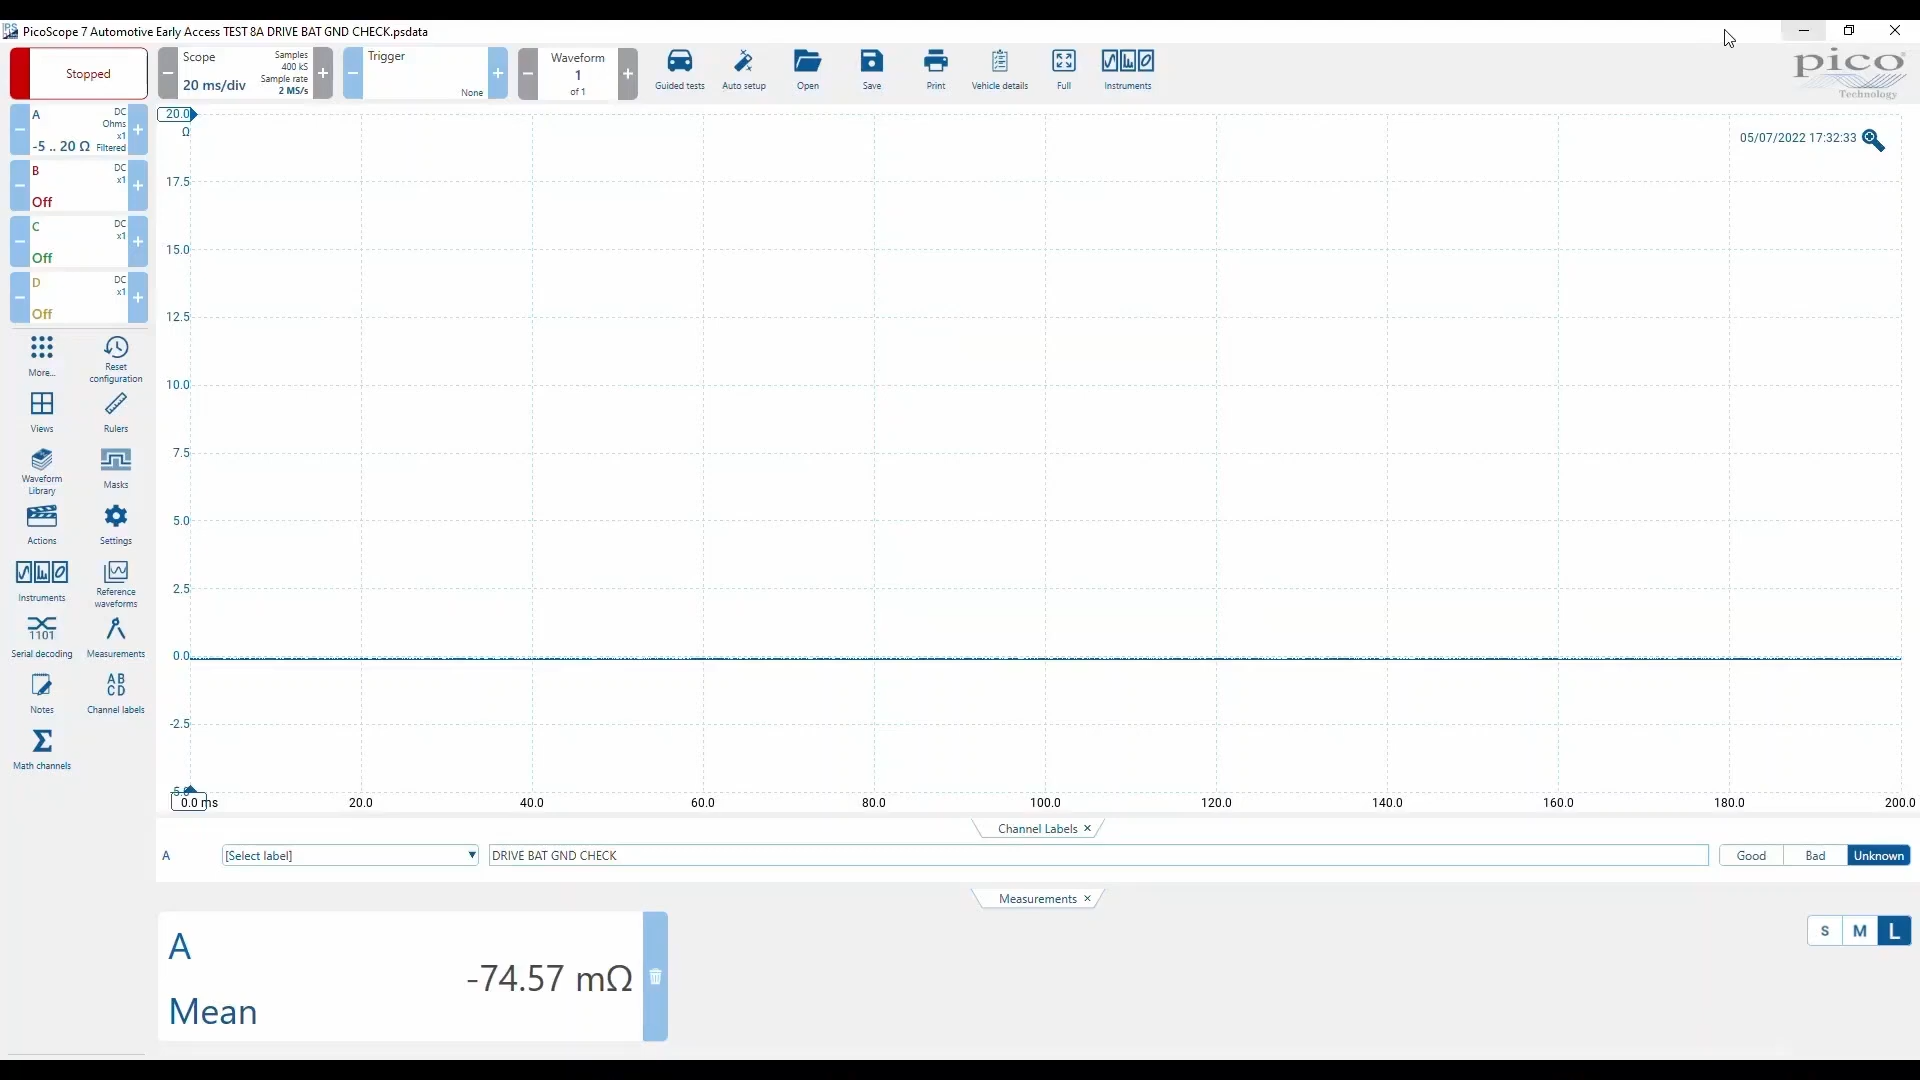 PicoScope 7 Automotive Early Access TEST 8A DRIVE BAT GND CHECK.psdata
Stopped
Scope
20 ms/div
Samples
400 kS
Sample rate
2 MS/s
Trigger
None
Waveform
1
of 1
Guided tests
Auto setup
Open
Save
Print
Vehicle details
Full
Instruments
pico
Technology
A
DC
Ohms
x1
-5 .. 20 Ω
Filtered
B
DC
x1
Off
C
DC
x1
Off
D
DC
x1
Off
More...
Reset
configuration
Views
Rulers
Waveform
Library
Masks
Actions
Settings
Instruments
Reference
waveforms
1101
Serial decoding
Measurements
Notes
AB
CD
Channel labels
Σ
Math channels
20.0
Ω
05/07/2022 17:32:33
17.5
15.0
12.5
10.0
7.5
5.0
2.5
0.0
-2.5
-5.0
0.0 ms
20.0
40.0
60.0
80.0
100.0
120.0
140.0
160.0
180.0
200.0
Channel Labels ×
A
[Select label]
DRIVE BAT GND CHECK
Good
Bad
Unknown
Measurements ×
A
Mean
-74.57 mΩ
S
M
L